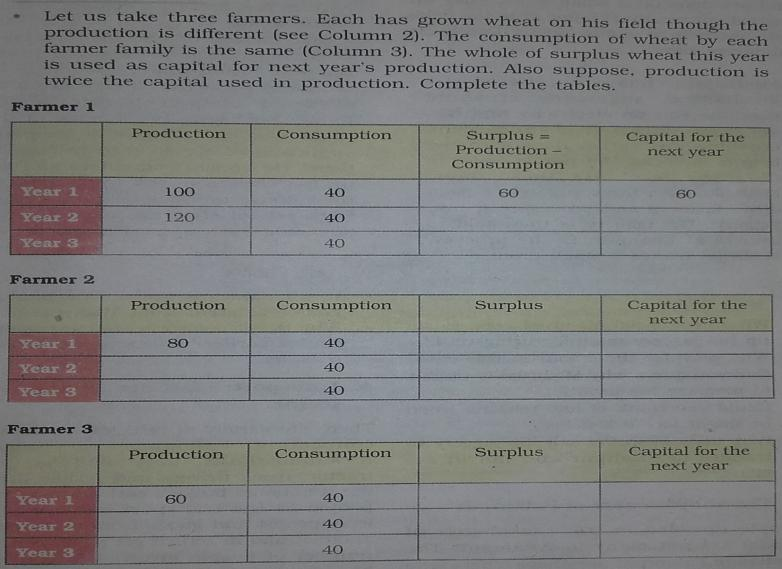 • Let us take three farmers. Each has grown wheat on his field though the
production is different (see Column 2). The consumption of wheat by each
farmer family is the same (Column 3). The whole of surplus wheat this year
is used as capital for next year's production. Also suppose, production is
twice the capital used in production. Complete the tables.
Farmer 1
Production Consumption Surplus = Capital for the
Production – next year
Consumption
Year 1 100 40 60 60
Year 2 120 40
Year 3 40
Farmer 2
Production Consumption Surplus Capital for the
next year
Year 1 80 40
Year 2 40
Year 3 40
Farmer 3
Production Consumption Surplus Capital for the
next year
Year 1 60 40
Year 2 40
Year 3 40